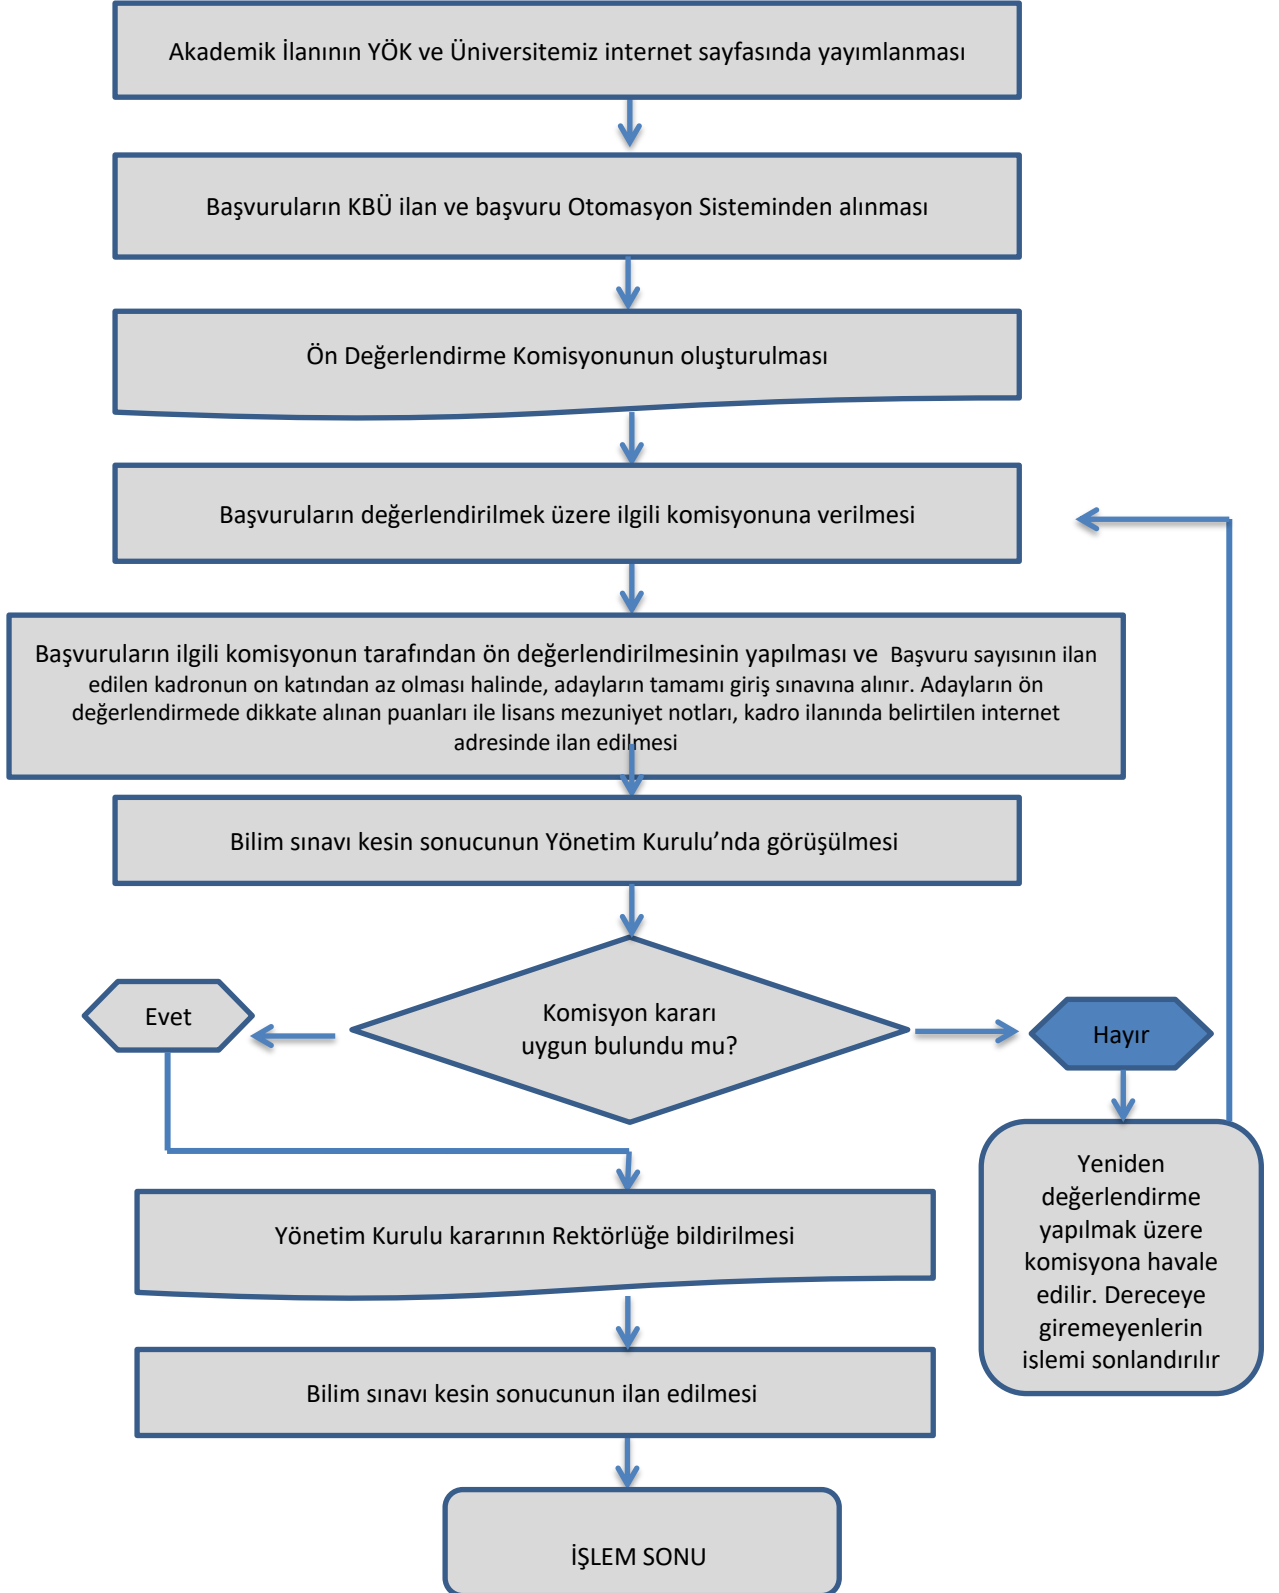 Akademik İlanının YÖK ve Üniversitemiz internet sayfasında yayımlanması
Başvuruların KBÜ ilan ve başvuru Otomasyon Sisteminden alınması
Ön Değerlendirme Komisyonunun oluşturulması
Başvuruların değerlendirilmek üzere ilgili komisyonuna verilmesi
Başvuruların ilgili komisyonun tarafından ön değerlendirilmesinin yapılması ve Başvuru sayısının ilan
edilen kadronun on katından az olması halinde, adayların tamamı giriş sınavına alınır. Adayların ön
değerlendirmede dikkate alınan puanları ile lisans mezuniyet notları, kadro ilanında belirtilen internet
adresinde ilan edilmesi
Bilim sınavı kesin sonucunun Yönetim Kurulu’nda görüşülmesi
Komisyon kararı
uygun bulundu mu?
Evet
Hayır
Yeniden
değerlendirme
yapılmak üzere
komisyona havale
edilir. Dereceye
giremeyenlerin
islemi sonlandırılır
Yönetim Kurulu kararının Rektörlüğe bildirilmesi
Bilim sınavı kesin sonucunun ilan edilmesi
İŞLEM SONU